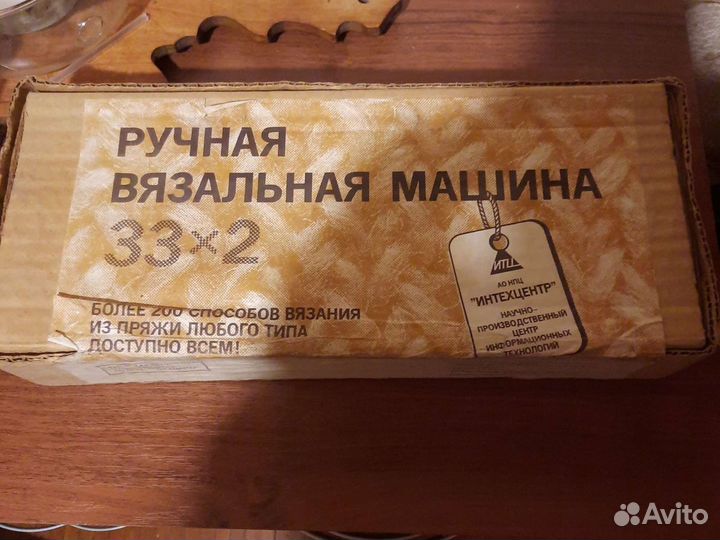 РУЧНАЯ
ВЯЗАЛЬНАЯ МАШИНА
33×2
БОЛЕЕ 200 СПОСОБОВ ВЯЗАНИЯ
ИЗ ПРЯЖИ ЛЮБОГО ТИПА
ДОСТУПНО ВСЕМ!
ИТЦ
АО НПЦ
"ИНТЕХЦЕНТР"
НАУЧНО-
ПРОИЗВОДСТВЕННЫЙ
ЦЕНТР
ИНФОРМАЦИОННЫХ
ТЕХНОЛОГИЙ
Avito